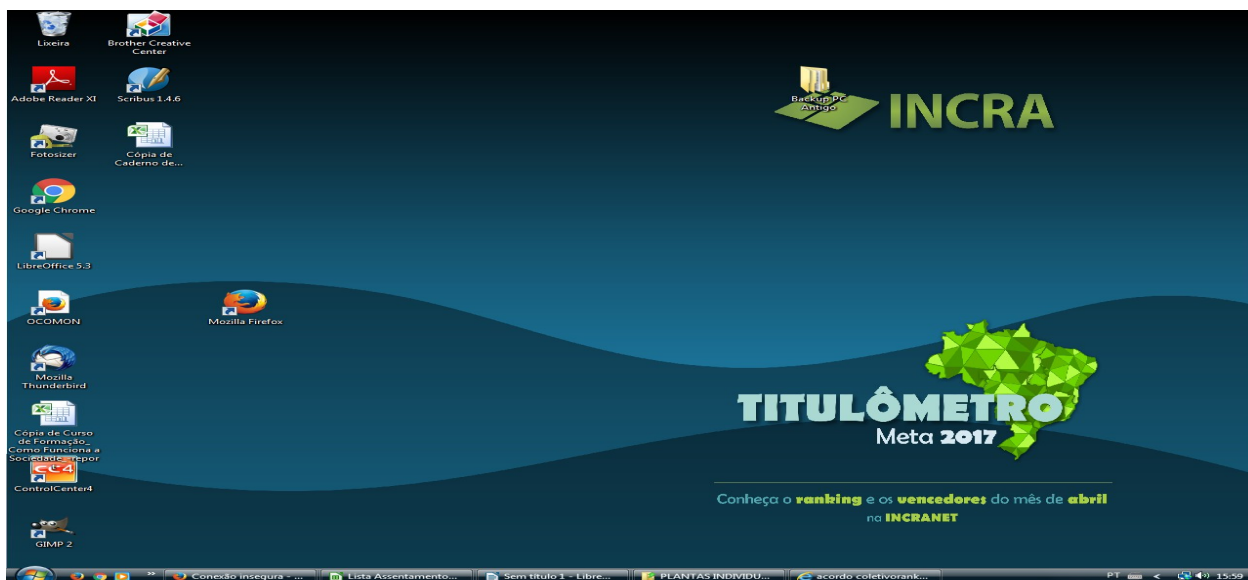 Lixeira
Brother Creative
Center
Adobe Reader XI
Scribus 1.4.6
Fotosizer
Cópia de
Caderno de...
Google Chrome
LibreOffice 5.3
OCOMON
Mozilla Firefox
Mozilla
Thunderbird
Cópia de Curso
de Formação_
Como Funciona a
Sociedade_repor
CC4
ControlCenter4
GIMP 2
Backup PC
Antigo
INCRA
TITULÔMETRO
Meta 2017
Conheça o ranking e os vencedores do mês de abril
na INCRANET
Conexão insegura - ...
Lista Assentamento...
Sem título 1 - Libre...
PLANTAS INDIVIDU...
acordo coletivorank...
PT
15:59